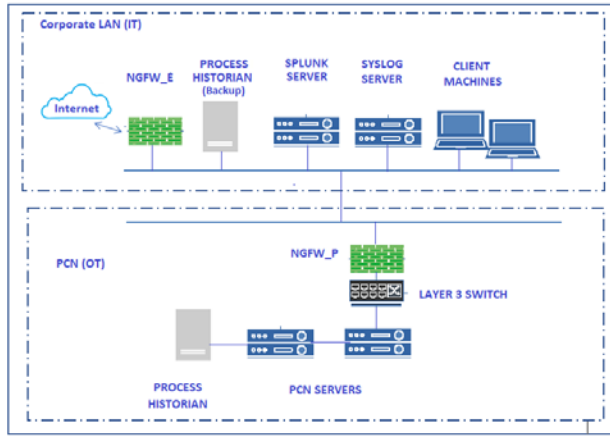 Corporate LAN (IT)
NGFW_E
PROCESS
HISTORIAN
(Backup)
SPLUNK
SERVER
SYSLOG
SERVER
CLIENT
MACHINES
Internet
NGFW_P
PCN (OT)
LAYER 3 SWITCH
PROCESS
HISTORIAN
PCN SERVERS